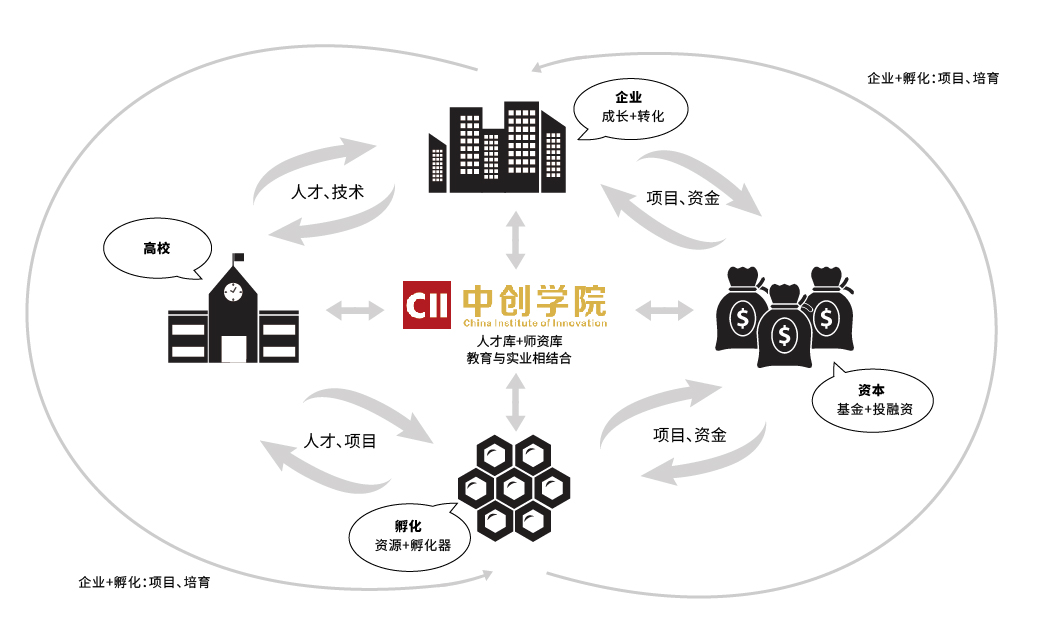 企业+孵化：项目、培育
企业
成长+转化
人才、技术
项目、资金
高校
CII
中创学院
China Institute of Innovation
人才库+师资库
教育与实业相结合
$
$
$
资本
基金+投融资
人才、项目
项目、资金
孵化
资源+孵化器
企业+孵化：项目、培育